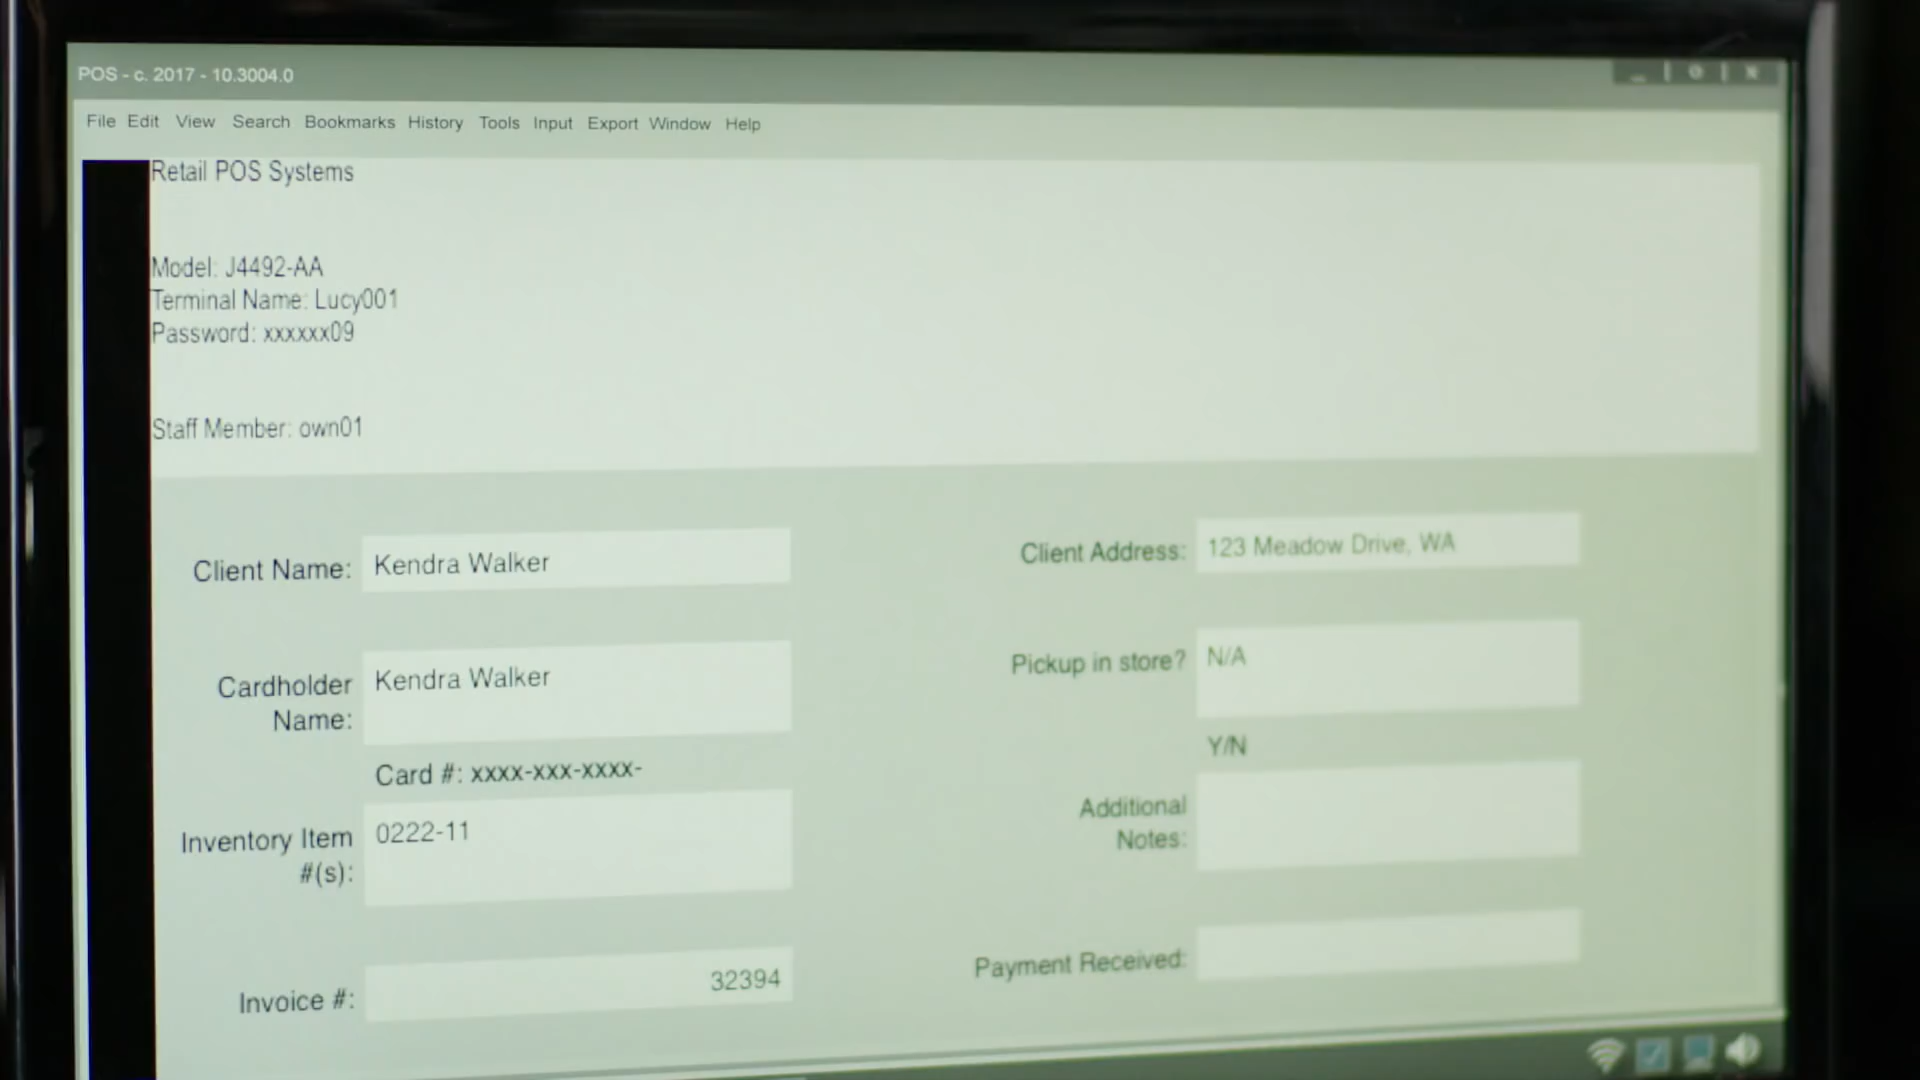 POS - c. 2017 - 10.3004.0
File Edit View Search Bookmarks History Tools Input Export Window Help
Retail POS Systems
Model: J4492-AA
Terminal Name: Lucy001
Password: xxxxxx09
Staff Member: own01
Client Name: Kendra Walker
Client Address: 123 Meadow Drive, WA
Cardholder Name: Kendra Walker
Pickup in store? N/A
Y/N
Card #: xxxx-xxx-xxxx-
Inventory Item #(s): 0222-11
Additional Notes:
Invoice #: 32394
Payment Received: